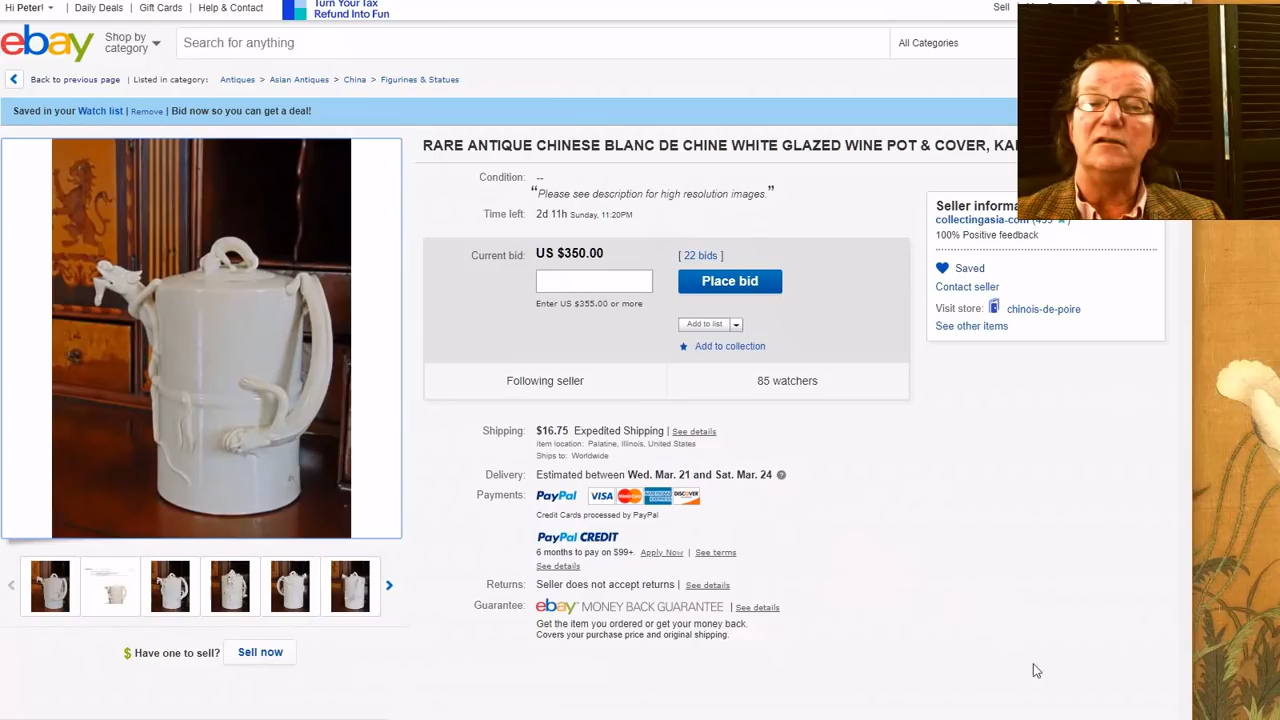 Hi Peter!
Daily Deals
Gift Cards
Help & Contact
Turn Your Tax
Refund Into Fun
Sell
ebay
Shop by
category
Search for anything
All Categories
Back to previous page | Listed in category:
Antiques > Asian Antiques > China > Figurines & Statues
Saved in your Watch list | Remove | Bid now so you can get a deal!
RARE ANTIQUE CHINESE BLANC DE CHINE WHITE GLAZED WINE POT & COVER,
Condition: --
"Please see description for high resolution images."
Time left: 2d 11h Sunday, 11:20PM
Current bid: US $350.00
[ 22 bids ]
Place bid
Enter US $355.00 or more
Add to list
Add to collection
Following seller
85 watchers
Seller
collectingasia-com
100% Positive feedback
Saved
Contact seller
Visit store: chinois-de-poire
See other items
Shipping: $16.75 Expedited Shipping | See details
Item location: Palatine, Illinois, United States
Ships to: Worldwide
Delivery: Estimated between Wed. Mar. 21 and Sat. Mar. 24
Payments: PayPal VISA MasterCard AMERICAN EXPRESS DISCOVER
Credit Cards processed by PayPal
PayPal CREDIT
6 months to pay on $99+. Apply Now | See terms
See details
Returns: Seller does not accept returns | See details
Guarantee: ebay MONEY BACK GUARANTEE | See details
Get the item you ordered or get your money back.
Covers your purchase price and original shipping.
$ Have one to sell? Sell now